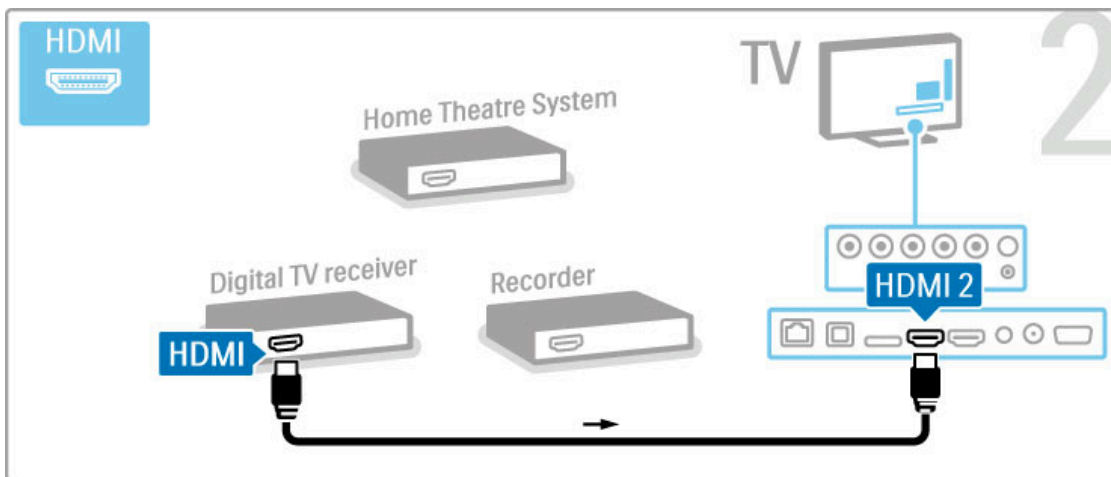 HDMI
TV
2
Home Theatre System
Digital TV receiver
Recorder
HDMI 2
HDMI